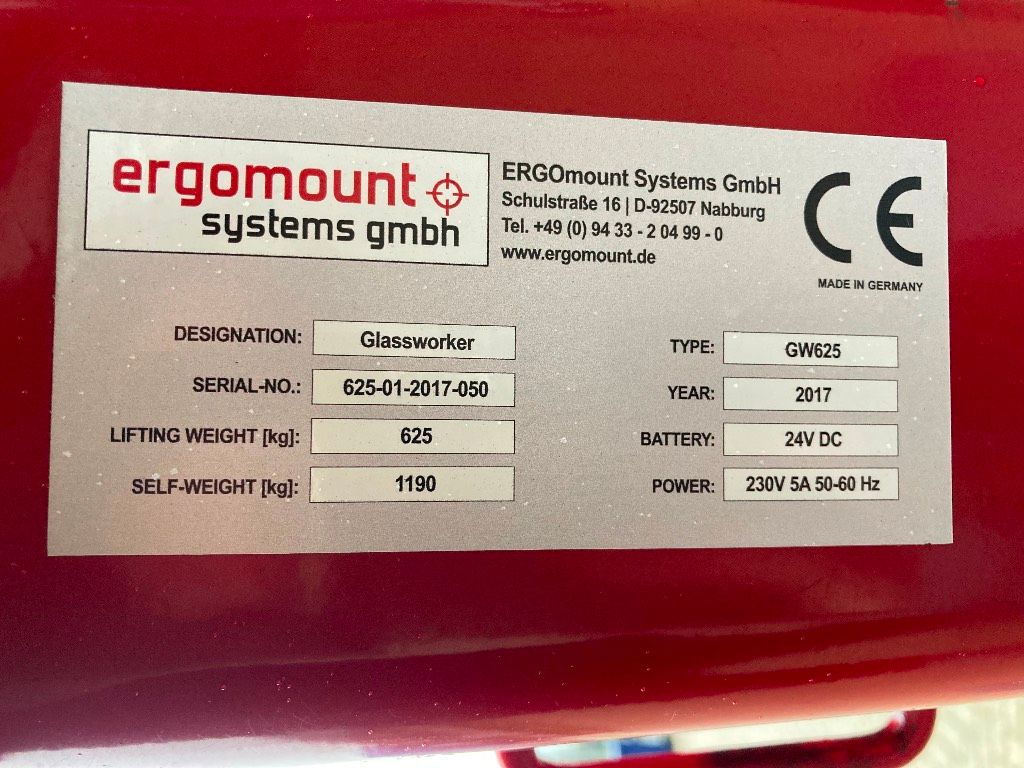 ergomount
systems gmbh
ERGOmount Systems GmbH
Schulstraße 16 | D-92507 Nabburg
Tel. +49 (0) 94 33 - 2 04 99 - 0
www.ergomount.de
CE
MADE IN GERMANY
DESIGNATION: Glassworker
SERIAL-NO.: 625-01-2017-050
LIFTING WEIGHT [kg]: 625
SELF-WEIGHT [kg]: 1190
TYPE: GW625
YEAR: 2017
BATTERY: 24V DC
POWER: 230V 5A 50-60 Hz